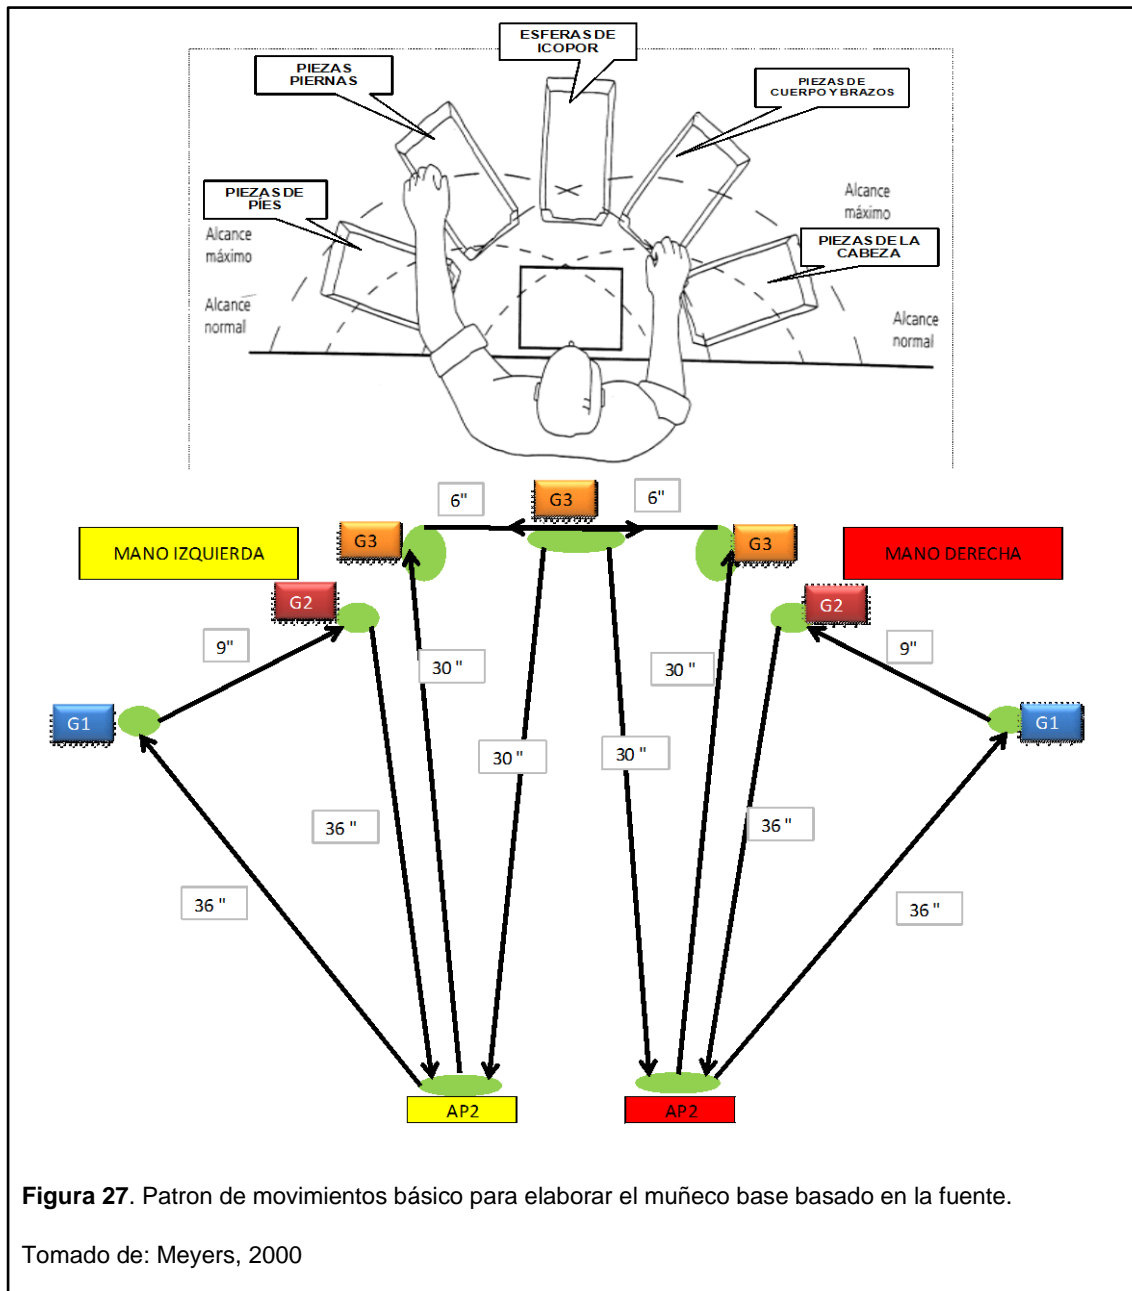 ESFERAS DE
ICOPOR
PIEZAS
PIERNAS
PIEZAS DE
CUERPO Y BRAZOS
PIEZAS DE
PÍES
Alcance
máximo
Alcance
máximo
PIEZAS DE LA
CABEZA
Alcance
normal
Alcance
normal
6"
G3
6"
MANO IZQUIERDA
G3
G3
MANO DERECHA
G2
G2
9"
30 "
30 "
9"
G1
G1
30 "
30 "
36 "
36 "
36 "
36 "
AP2
AP2
Figura 27. Patron de movimientos básico para elaborar el muñeco base basado en la fuente.
Tomado de: Meyers, 2000